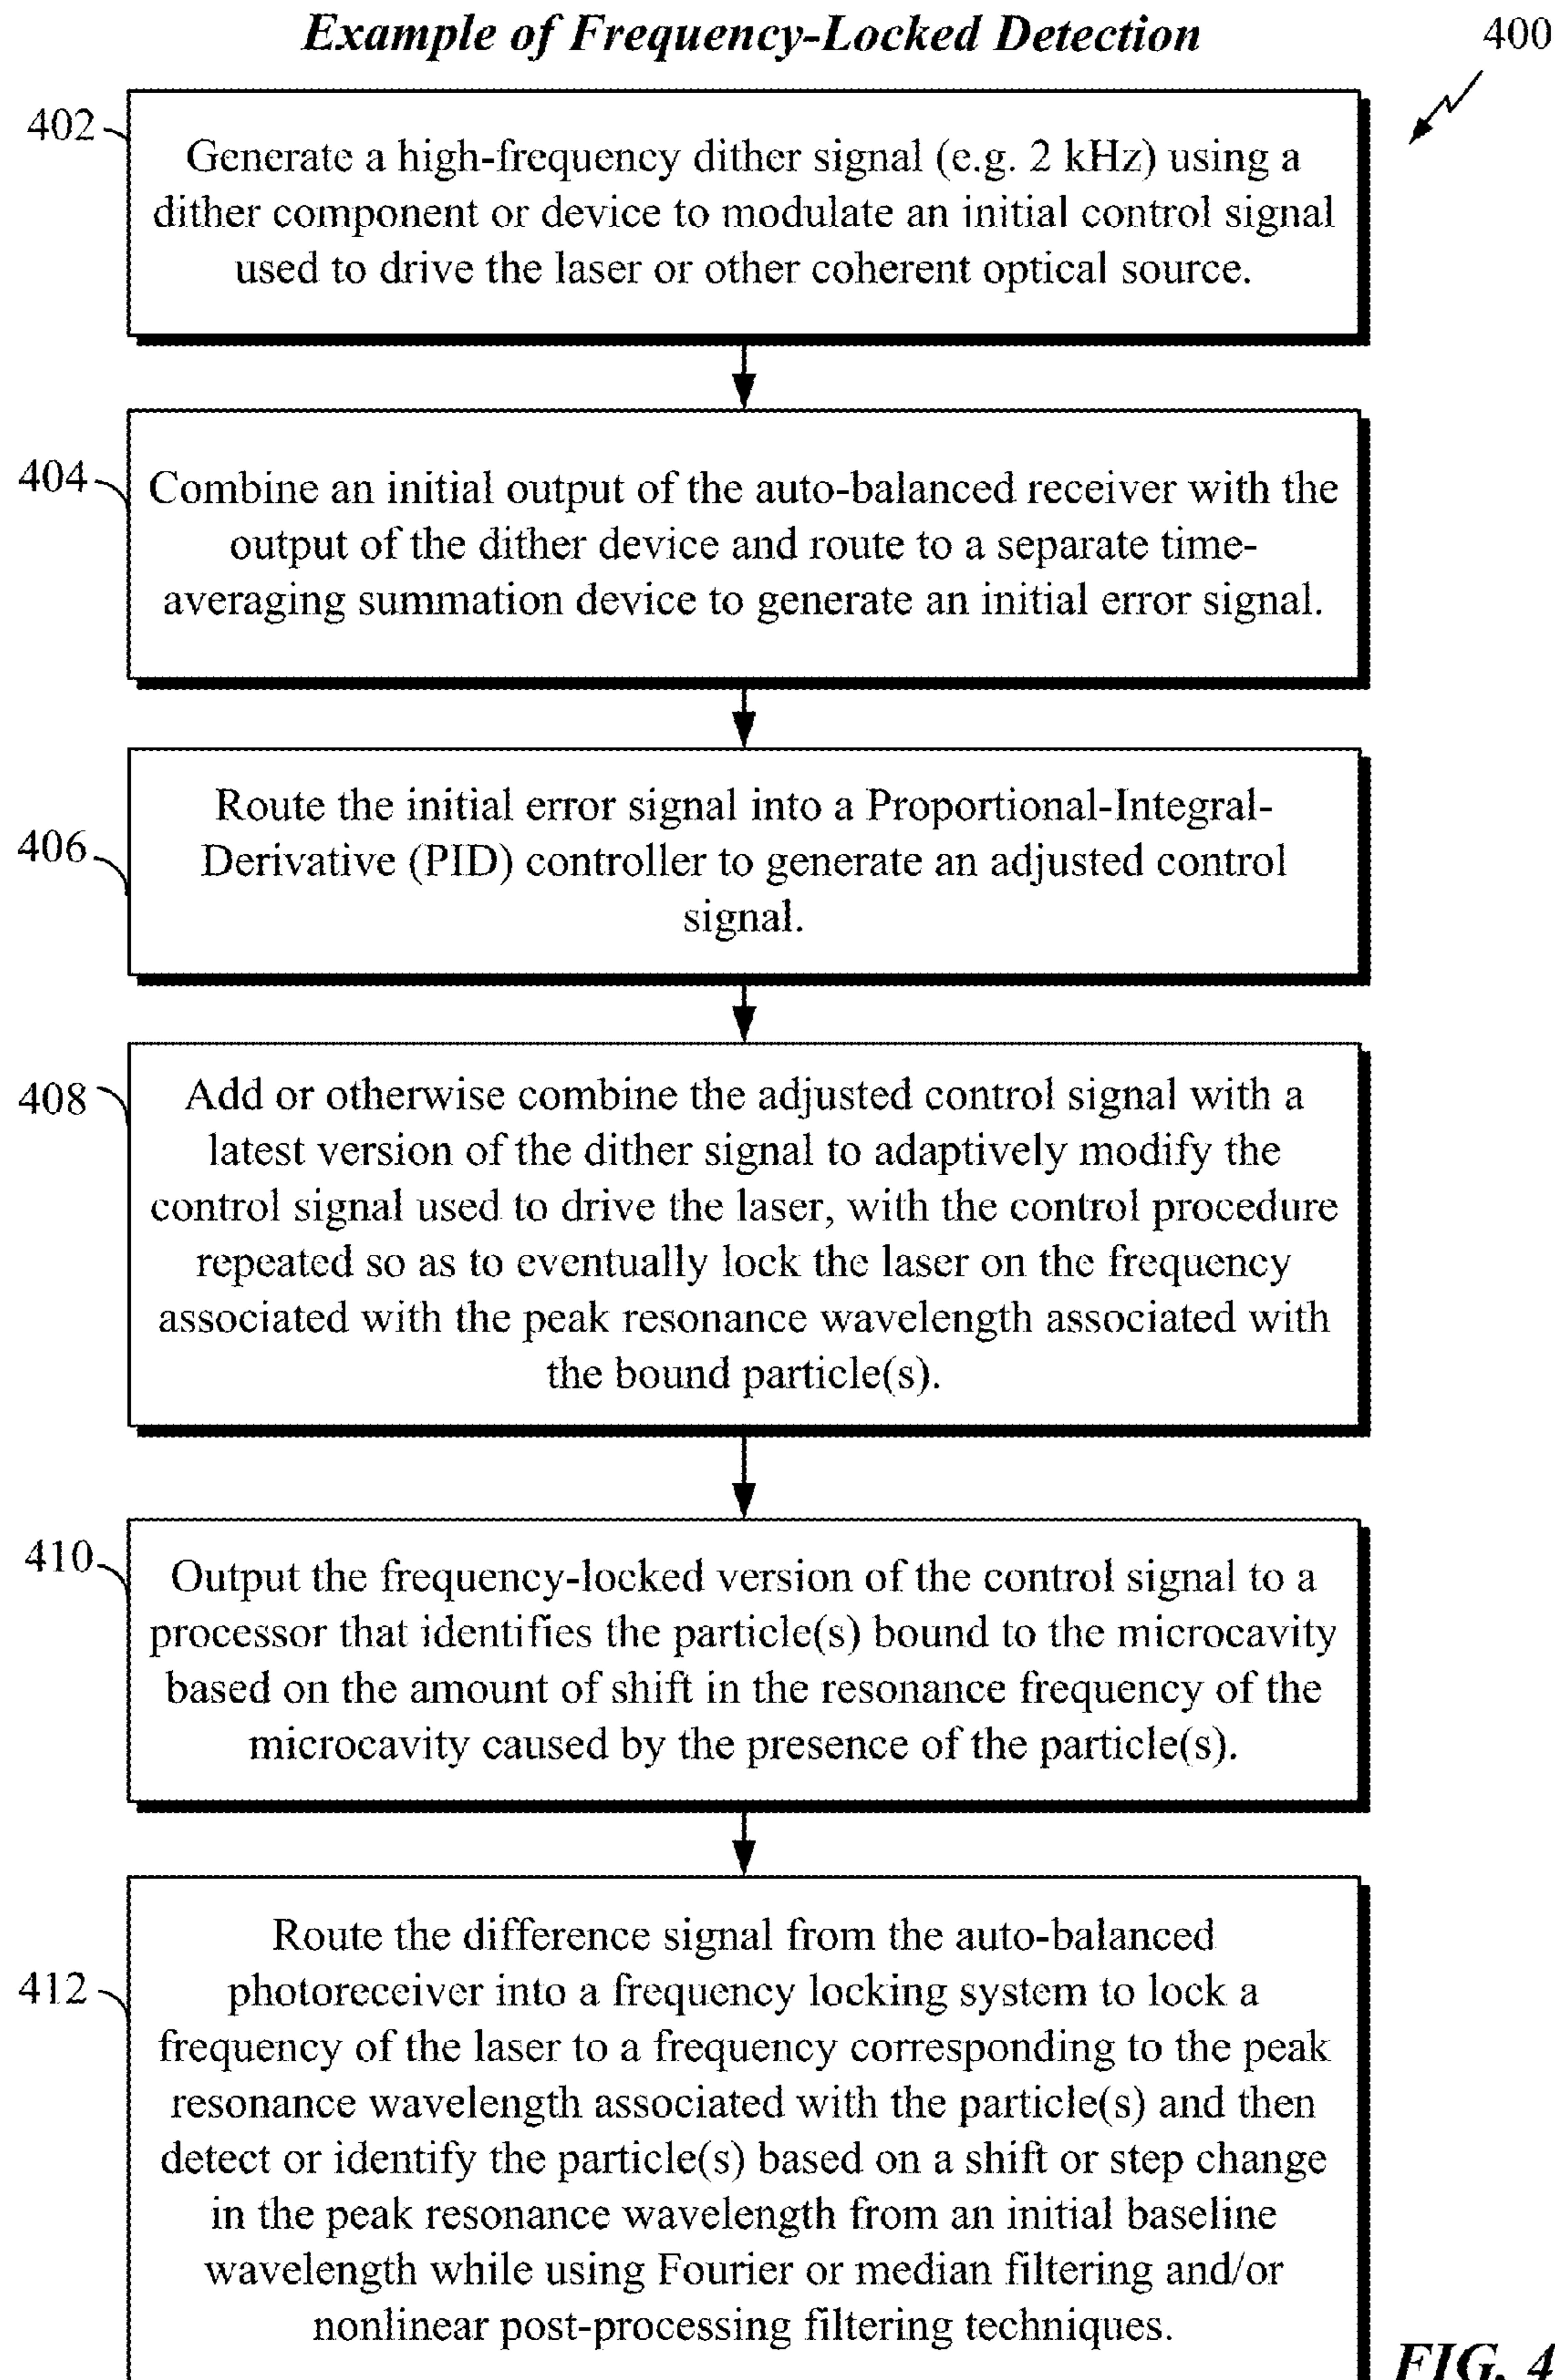 Example of Frequency-Locked Detection
400
402
Generate a high-frequency dither signal (e.g. 2 kHz) using a
dither component or device to modulate an initial control signal
used to drive the laser or other coherent optical source.
404
Combine an initial output of the auto-balanced receiver with the
output of the dither device and route to a separate time-
averaging summation device to generate an initial error signal.
406
Route the initial error signal into a Proportional-Integral-
Derivative (PID) controller to generate an adjusted control
signal.
408
Add or otherwise combine the adjusted control signal with a
latest version of the dither signal to adaptively modify the
control signal used to drive the laser, with the control procedure
repeated so as to eventually lock the laser on the frequency
associated with the peak resonance wavelength associated with
the bound particle(s).
410
Output the frequency-locked version of the control signal to a
processor that identifies the particle(s) bound to the microcavity
based on the amount of shift in the resonance frequency of the
microcavity caused by the presence of the particle(s).
412
Route the difference signal from the auto-balanced
photoreceiver into a frequency locking system to lock a
frequency of the laser to a frequency corresponding to the peak
resonance wavelength associated with the particle(s) and then
detect or identify the particle(s) based on a shift or step change
in the peak resonance wavelength from an initial baseline
wavelength while using Fourier or median filtering and/or
nonlinear post-processing filtering techniques.
FIG. 4